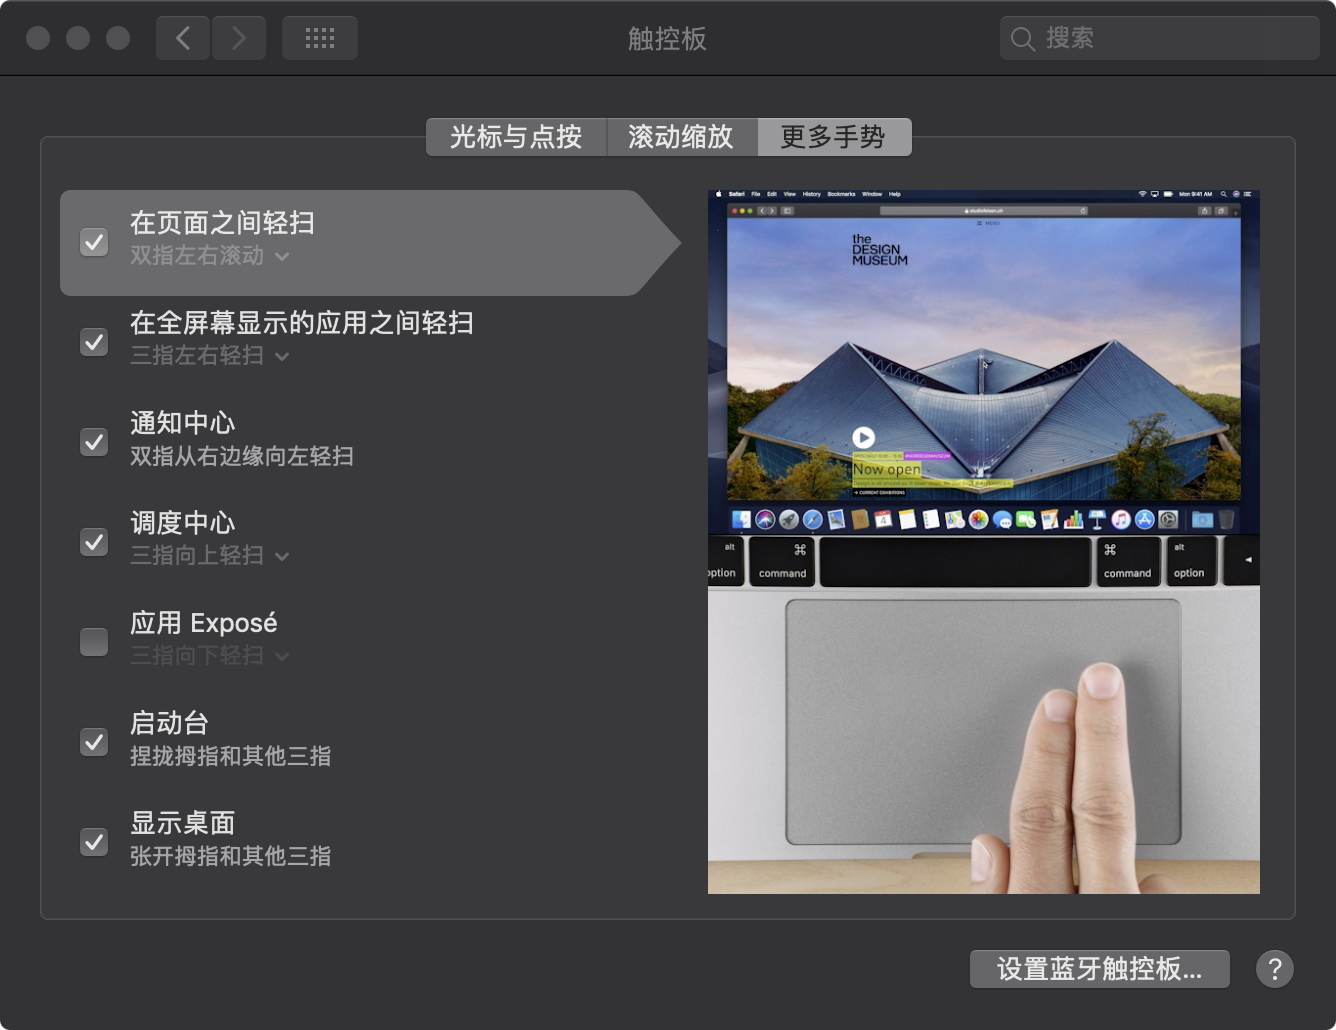 触控板
搜索
光标与点按
滚动缩放
更多手势
在页面之间轻扫
双指左右滚动
在全屏幕显示的应用之间轻扫
三指左右轻扫
通知中心
双指从右边缘向左轻扫
调度中心
三指向上轻扫
应用 Exposé
三指向下轻扫
启动台
捏拢拇指和其他三指
显示桌面
张开拇指和其他三指
Safari File Edit View History Bookmarks Window Help
Mon 9:41 AM
MENU
the
DESIGN
MUSEUM
Now open
CURRENT EXHIBITIONS
alt
option
⌘
command
⌘
command
alt
option
设置蓝牙触控板...
?